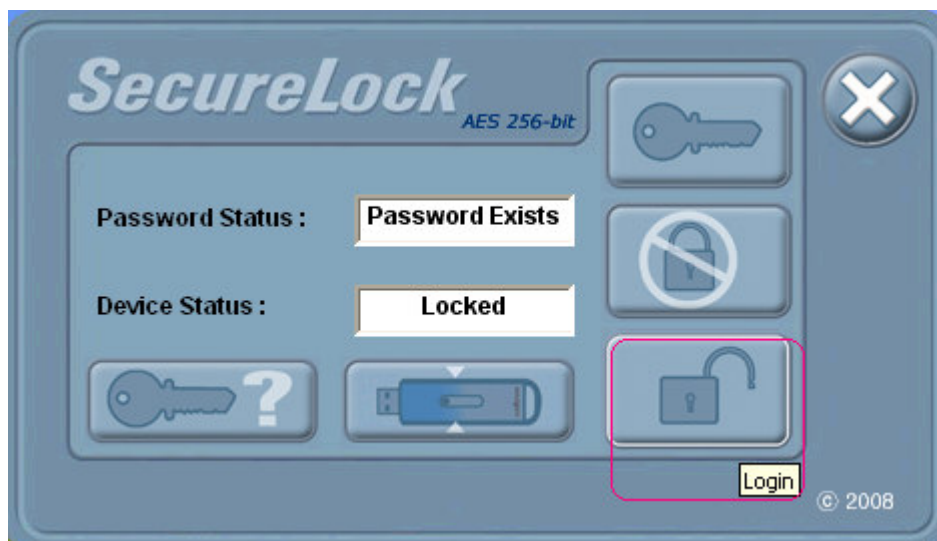 SecureLock
AES 256-bit
Password Status : Password Exists
Device Status : Locked
?
Login
© 2008